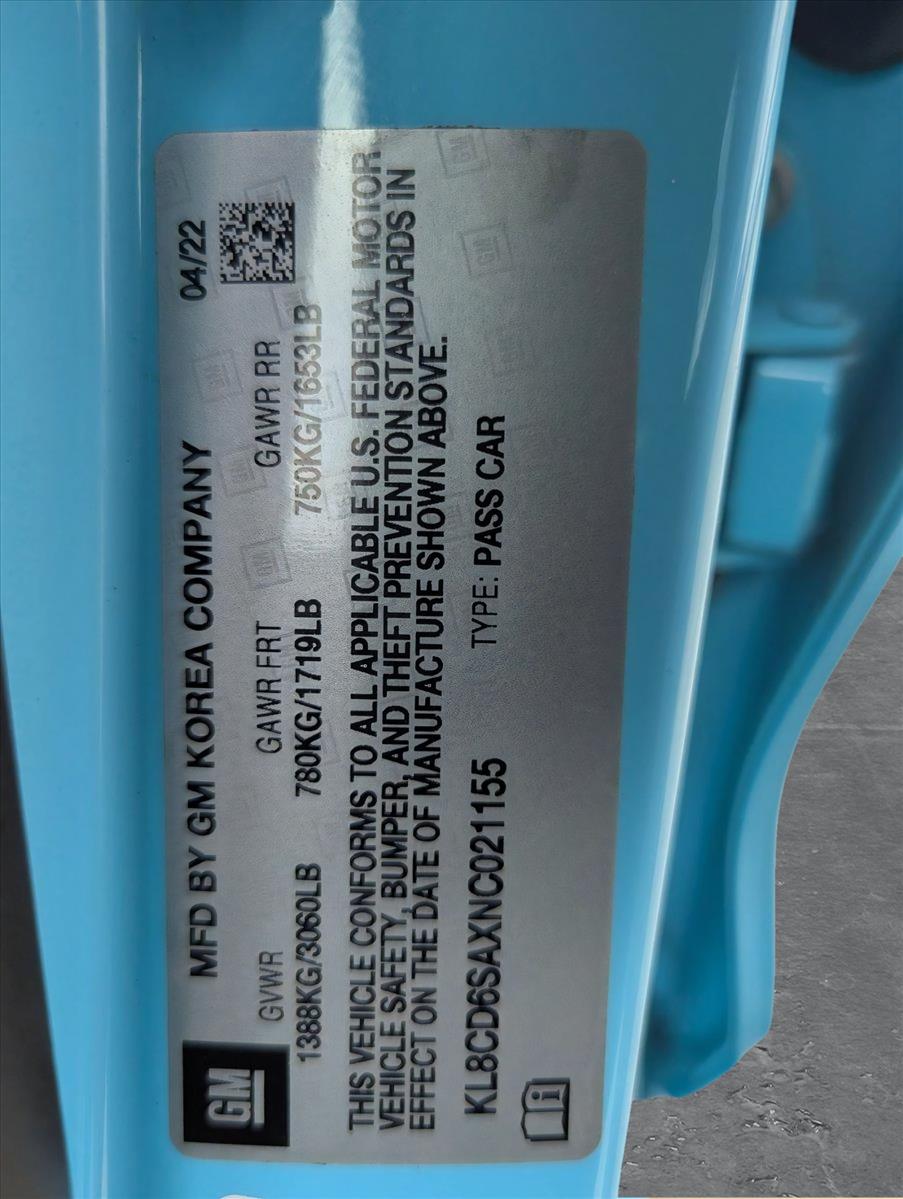 GM
MFD BY GM KOREA COMPANY 04/22
GVWR GAWR FRT GAWR RR
1388KG/3060LB 780KG/1719LB 750KG/1653LB
THIS VEHICLE CONFORMS TO ALL APPLICABLE U.S. FEDERAL MOTOR
VEHICLE SAFETY, BUMPER, AND THEFT PREVENTION STANDARDS IN
EFFECT ON THE DATE OF MANUFACTURE SHOWN ABOVE.
KL8CD6SAXNC021155 TYPE: PASS CAR